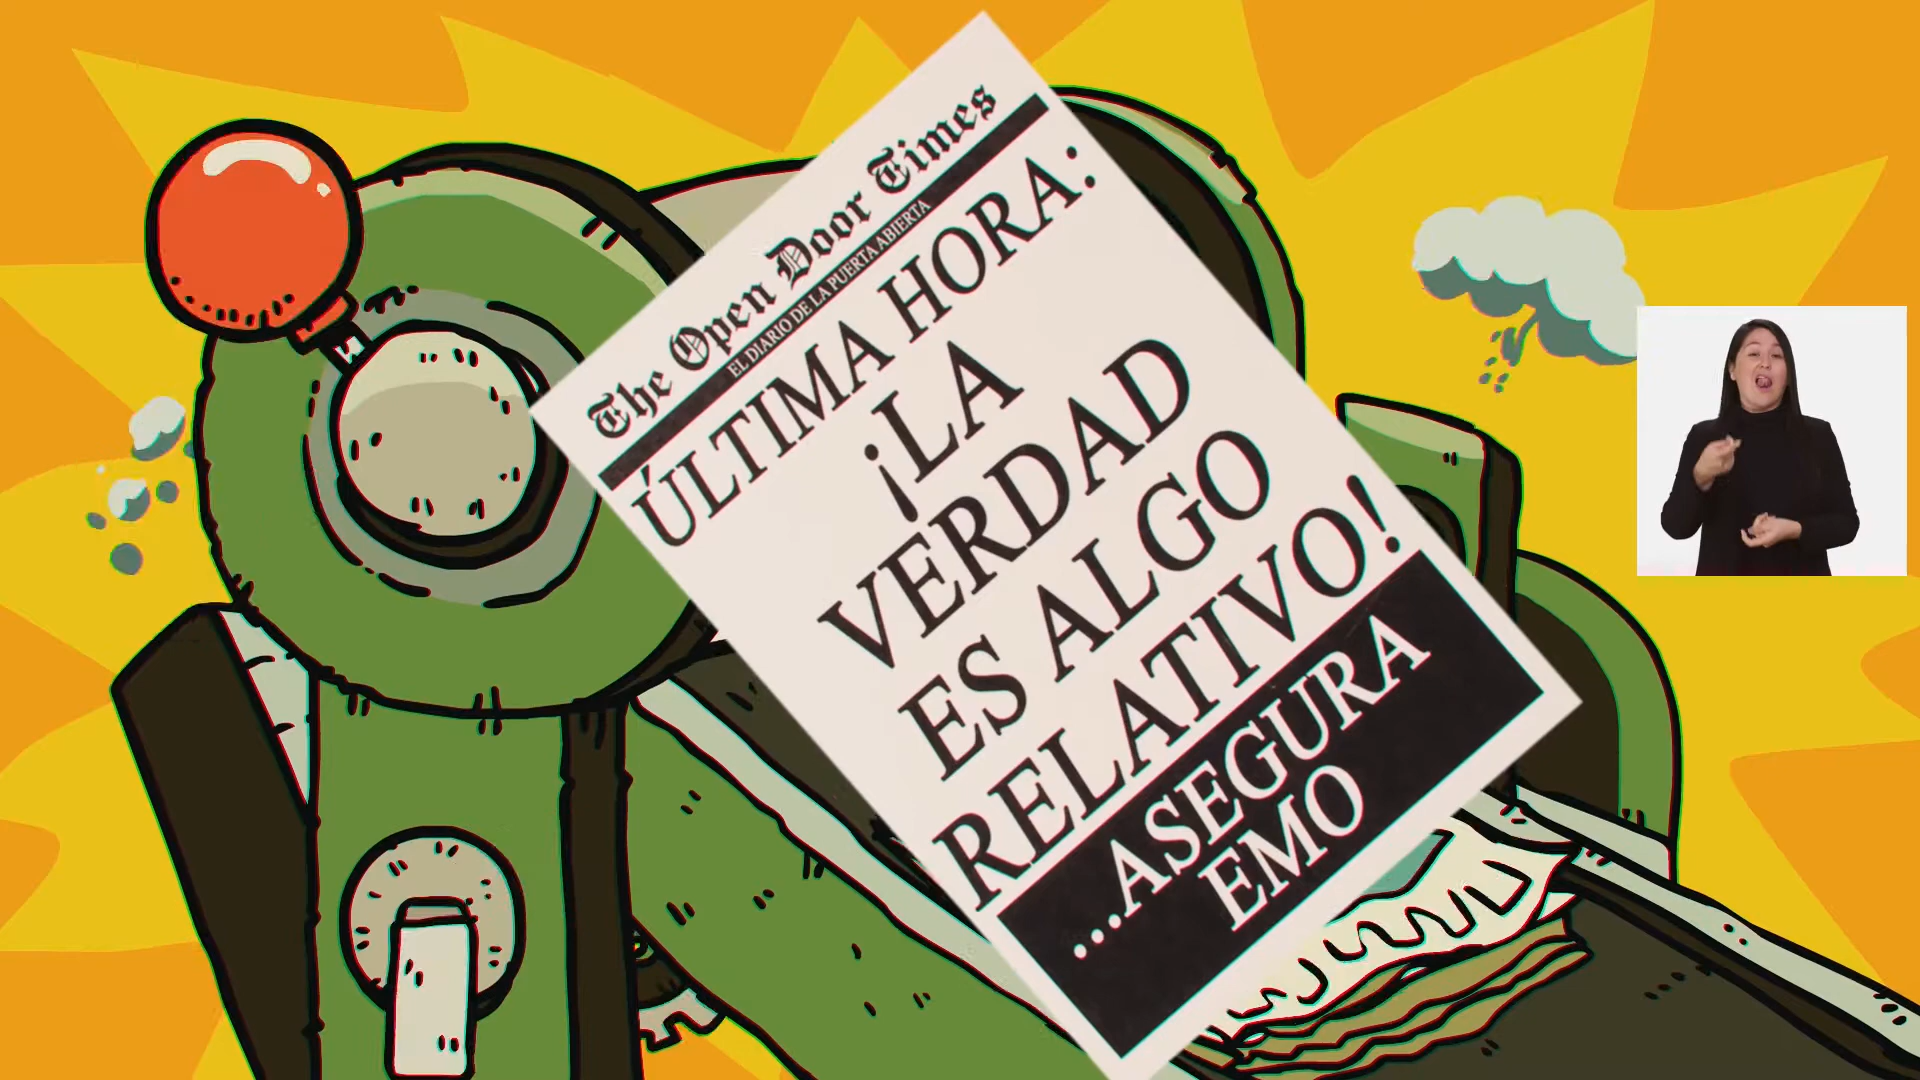 The Open Door Times
EL DIARIO DE LA PUERTA ABIERTA
ÚLTIMA HORA:
¡LA
VERDAD
ES ALGO
RELATIVO!
...ASEGURA
EMO